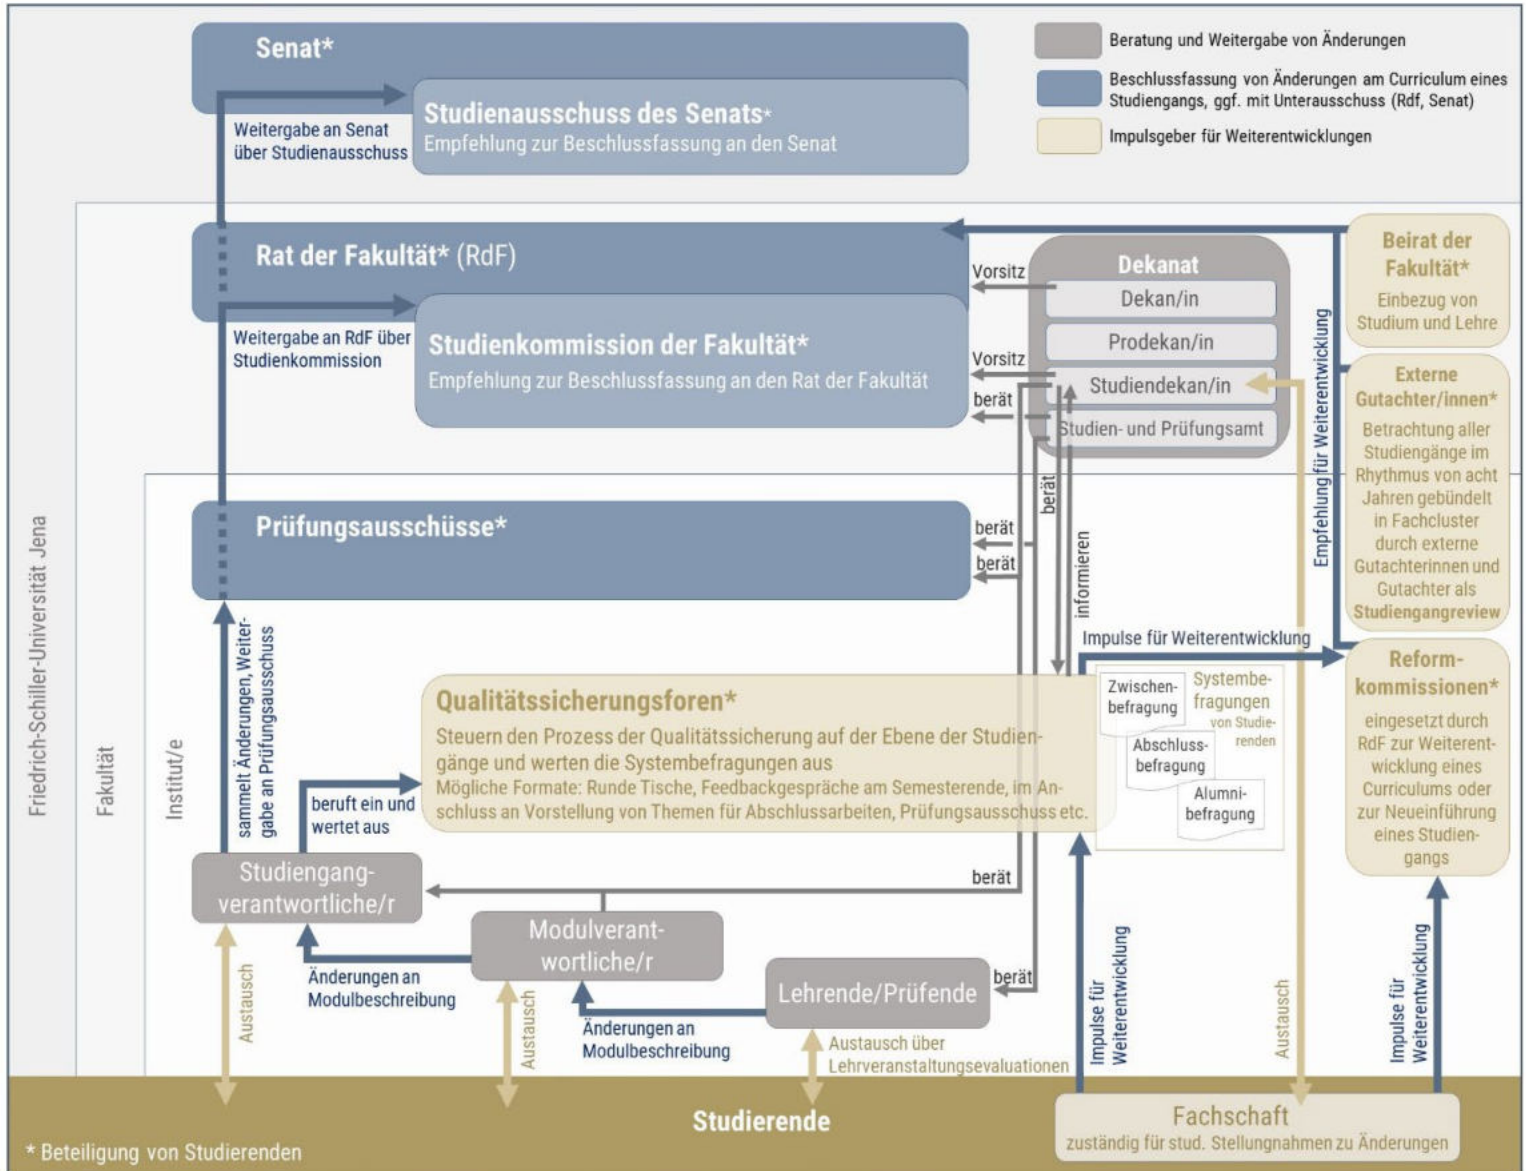 Senat*
Studienausschuss des Senats*
Empfehlung zur Beschlussfassung an den Senat
Weitergabe an Senat
über Studienausschuss
Beratung und Weitergabe von Änderungen
Beschlussfassung von Änderungen am Curriculum eines
Studiengangs, ggf. mit Unterausschuss (Rdf, Senat)
Impulsgeber für Weiterentwicklungen
Rat der Fakultät* (RdF)
Weitergabe an RdF über
Studienkommission
Studienkommission der Fakultät*
Empfehlung zur Beschlussfassung an den Rat der Fakultät
Vorsitz
Vorsitz
berät
Dekanat
Dekan/in
Prodekan/in
Studiendekan/in
Studien- und Prüfungsamt
Beirat der
Fakultät*
Einbezug von
Studium und Lehre
Empfehlung für Weiterentwicklung
Externe
Gutachter/innen*
Betrachtung aller
Studiengänge im
Rhythmus von acht
Jahren gebündelt
in Fachcluster
durch externe
Gutachterinnen und
Gutachter als
Studiengangreview
Prüfungsausschüsse*
berät
berät
berät
informieren
Impulse für Weiterentwicklung
Reform-
kommissionen*
eingesetzt durch
RdF zur Weiterent-
wicklung eines
Curriculums oder
zur Neueinführung
eines Studien-
gangs
Friedrich-Schiller-Universität Jena
Fakultät
Institut/e
sammelt Änderungen, Weiter-
gabe an Prüfungsausschuss
beruft ein und
wertet aus
Qualitätssicherungsforen*
Steuern den Prozess der Qualitätssicherung auf der Ebene der Studien-
gänge und werten die Systembefragungen aus
Mögliche Formate: Runde Tische, Feedbackgespräche am Semesterende, im An-
schluss an Vorstellung von Themen für Abschlussarbeiten, Prüfungsausschuss etc.
Zwischen-
befragung
Systembe-
fragungen
von Studie-
renden
Abschluss-
befragung
Alumni-
befragung
Studiengang-
verantwortliche/r
berät
Modulverant-
wortliche/r
Änderungen an
Modulbeschreibung
Lehrende/Prüfende
berät
Änderungen an
Modulbeschreibung
Austausch
Austausch
Austausch über
Lehrveranstaltungsevaluationen
Impulse für
Weiterentwicklung
Austausch
Impulse für
Weiterentwicklung
Studierende
Fachschaft
zuständig für stud. Stellungnahmen zu Änderungen
* Beteiligung von Studierenden